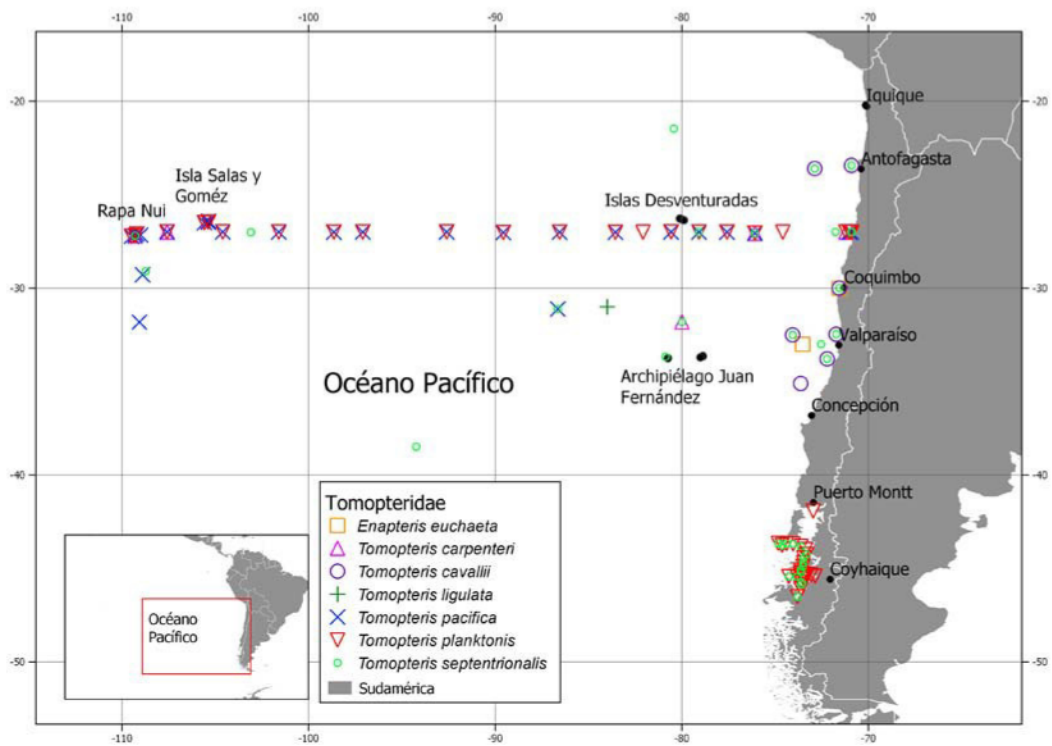 -110
-100
-90
-80
-70
-20
-20
Iquique
Antofagasta
Isla Salas y
Goméz
Rapa Nui
Islas Desventuradas
-30
-30
Coquimbo
Valparaíso
Océano Pacífico
Archipiélago Juan
Fernández
Concepción
-40
-40
Puerto Montt
Coyhaique
Tomopteridae
Enapteris euchaeta
Tomopteris carpenteri
Tomopteris cavallii
Tomopteris ligulata
Tomopteris pacifica
Tomopteris planktonis
Tomopteris septentrionalis
Sudamérica
Océano
Pacífico
-50
-50
-110
-100
-90
-80
-70